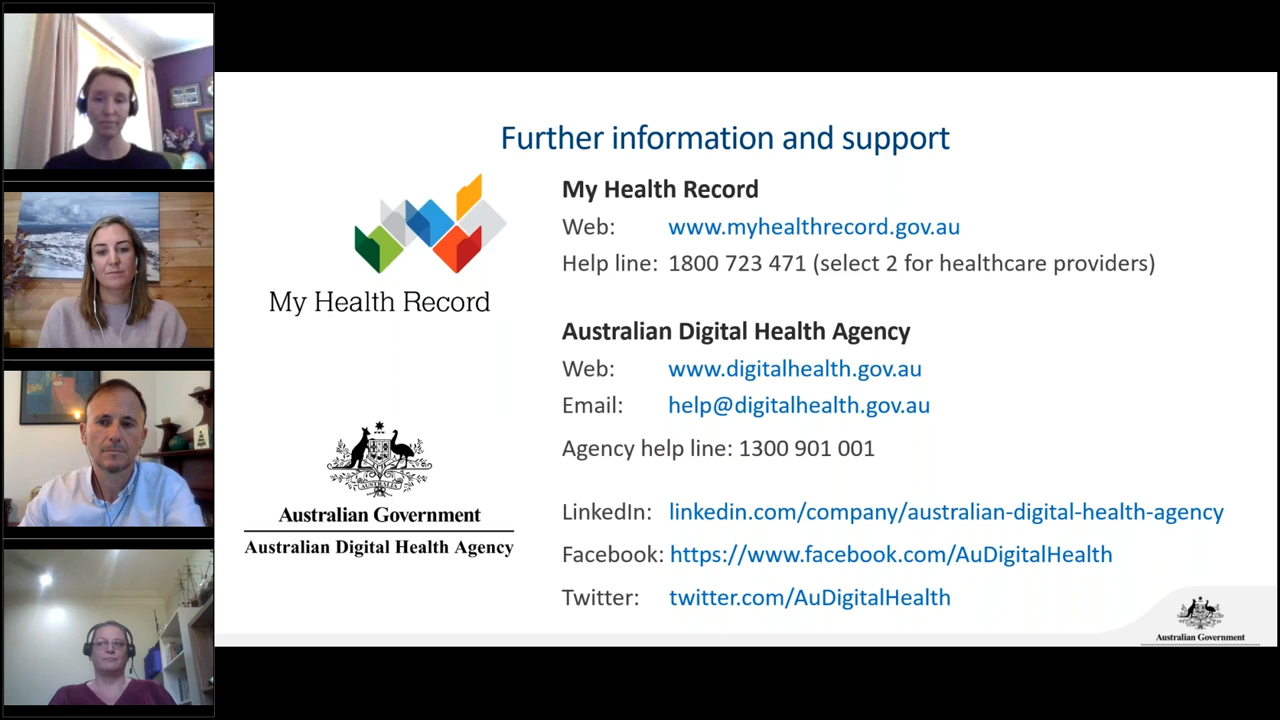 Further information and support
My Health Record
My Health Record
Web: www.myhealthrecord.gov.au
Help line: 1800 723 471 (select 2 for healthcare providers)
Australian Digital Health Agency
Web: www.digitalhealth.gov.au
Email: help@digitalhealth.gov.au
Agency help line: 1300 901 001
AUSTRALIA
Australian Government
Australian Digital Health Agency
LinkedIn: linkedin.com/company/australian-digital-health-agency
Facebook: https://www.facebook.com/AuDigitalHealth
Twitter: twitter.com/AuDigitalHealth
Australian Government